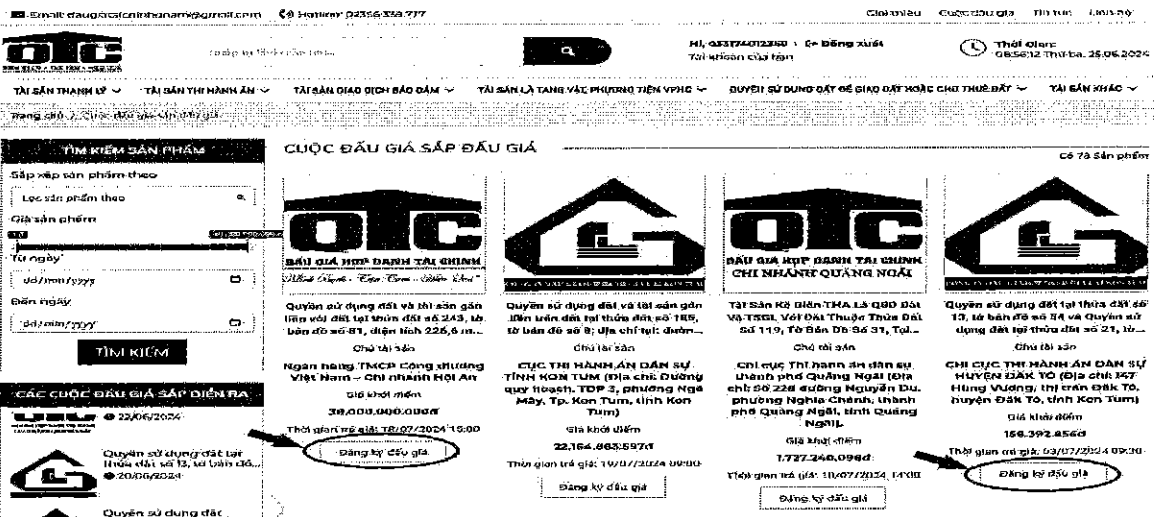 Hotline: 02356.339.777
Giới thiệu Cuộc đấu giá Tin tức Liên hệ
OTC
Đăng xuất
Tài khoản của bạn
Thời Gian:
08:56:12 Thứ ba, 25.06.2024
TÀI SẢN THANH LÝ
TÀI SẢN THI HÀNH ÁN
TÀI SẢN GIAO DỊCH BẢO ĐẢM
TÀI SẢN LÀ TANG VẬT, PHƯƠNG TIỆN VPHC
QUYỀN SỬ DỤNG ĐẤT ĐỂ GIAO ĐẤT HOẶC CHO THUÊ ĐẤT
TÀI SẢN KHÁC
Trang chủ / Cuộc đấu giá sắp đấu giá
TÌM KIẾM SẢN PHẨM
Sắp xếp sản phẩm theo
Lọc sản phẩm theo
Giá sản phẩm
Từ ngày
dd/mm/yyyy
Đến ngày
dd/mm/yyyy
TÌM KIẾM
CÁC CUỘC ĐẤU GIÁ SẮP DIỄN RA
22/06/2024
Quyền sử dụng đất tại
thửa đất số 13, tờ bản đồ...
20/06/2024
Quyền sử dụng đất
CUỘC ĐẤU GIÁ SẮP ĐẤU GIÁ
Có 78 Sản phẩm
OTC
ĐẤU GIÁ HỢP DANH TÀI CHÍNH
Quyền sử dụng đất và tài sản gắn
liền với đất tại thửa đất số 243, tờ
bản đồ số 81, diện tích 226,6 m...
Chủ tài sản
Ngân hàng TMCP Công thương
Việt Nam – Chi nhánh Hội An
Giá khởi điểm
38.000.000.000đ
Thời gian trả giá: 18/07/2024 15:00
Đăng ký đấu giá
Quyền sử dụng đất và tài sản gắn
liền trên đất tại thửa đất số 185,
tờ bản đồ số 8; địa chỉ tại: đường...
Chủ tài sản
CỤC THI HÀNH ÁN DÂN SỰ
TỈNH KON TUM (Địa chỉ: Đường
quy hoạch, TDP 3, phường Ngô
Mây, Tp. Kon Tum, tỉnh Kon
Tum)
Giá khởi điểm
22.164.863.597đ
Thời gian trả giá: 19/07/2024 09:00
Đăng ký đấu giá
OTC
ĐẤU GIÁ HỢP DANH TÀI CHÍNH
CHI NHÁNH QUẢNG NGÃI
Tài Sản Kê Biên THA Là QSD Đất
Và TSGL Với Đất Thuộc Thửa Đất
Số 119, Tờ Bản Đồ Số 31, Tại...
Chủ tài sản
Chi cục Thi hành án dân sự
thành phố Quảng Ngãi (Địa
chỉ: Số 228 đường Nguyễn Du,
phường Nghĩa Chánh, thành
phố Quảng Ngãi, tỉnh Quảng
Ngãi).
Giá khởi điểm
1.727.240.096đ
Thời gian trả giá: 10/07/2024 14:00
Đăng ký đấu giá
Quyền sử dụng đất tại thửa đất số
13, tờ bản đồ số 54 và Quyền sử
dụng đất tại thửa đất số 21, tờ...
Chủ tài sản
CHI CỤC THI HÀNH ÁN DÂN SỰ
HUYỆN ĐĂK TÔ (Địa chỉ: 147
Hùng Vương, thị trấn Đăk Tô,
huyện Đăk Tô, tỉnh Kon Tum)
Giá khởi điểm
158.392.856đ
Thời gian trả giá: 03/07/2024 09:30
Đăng ký đấu giá